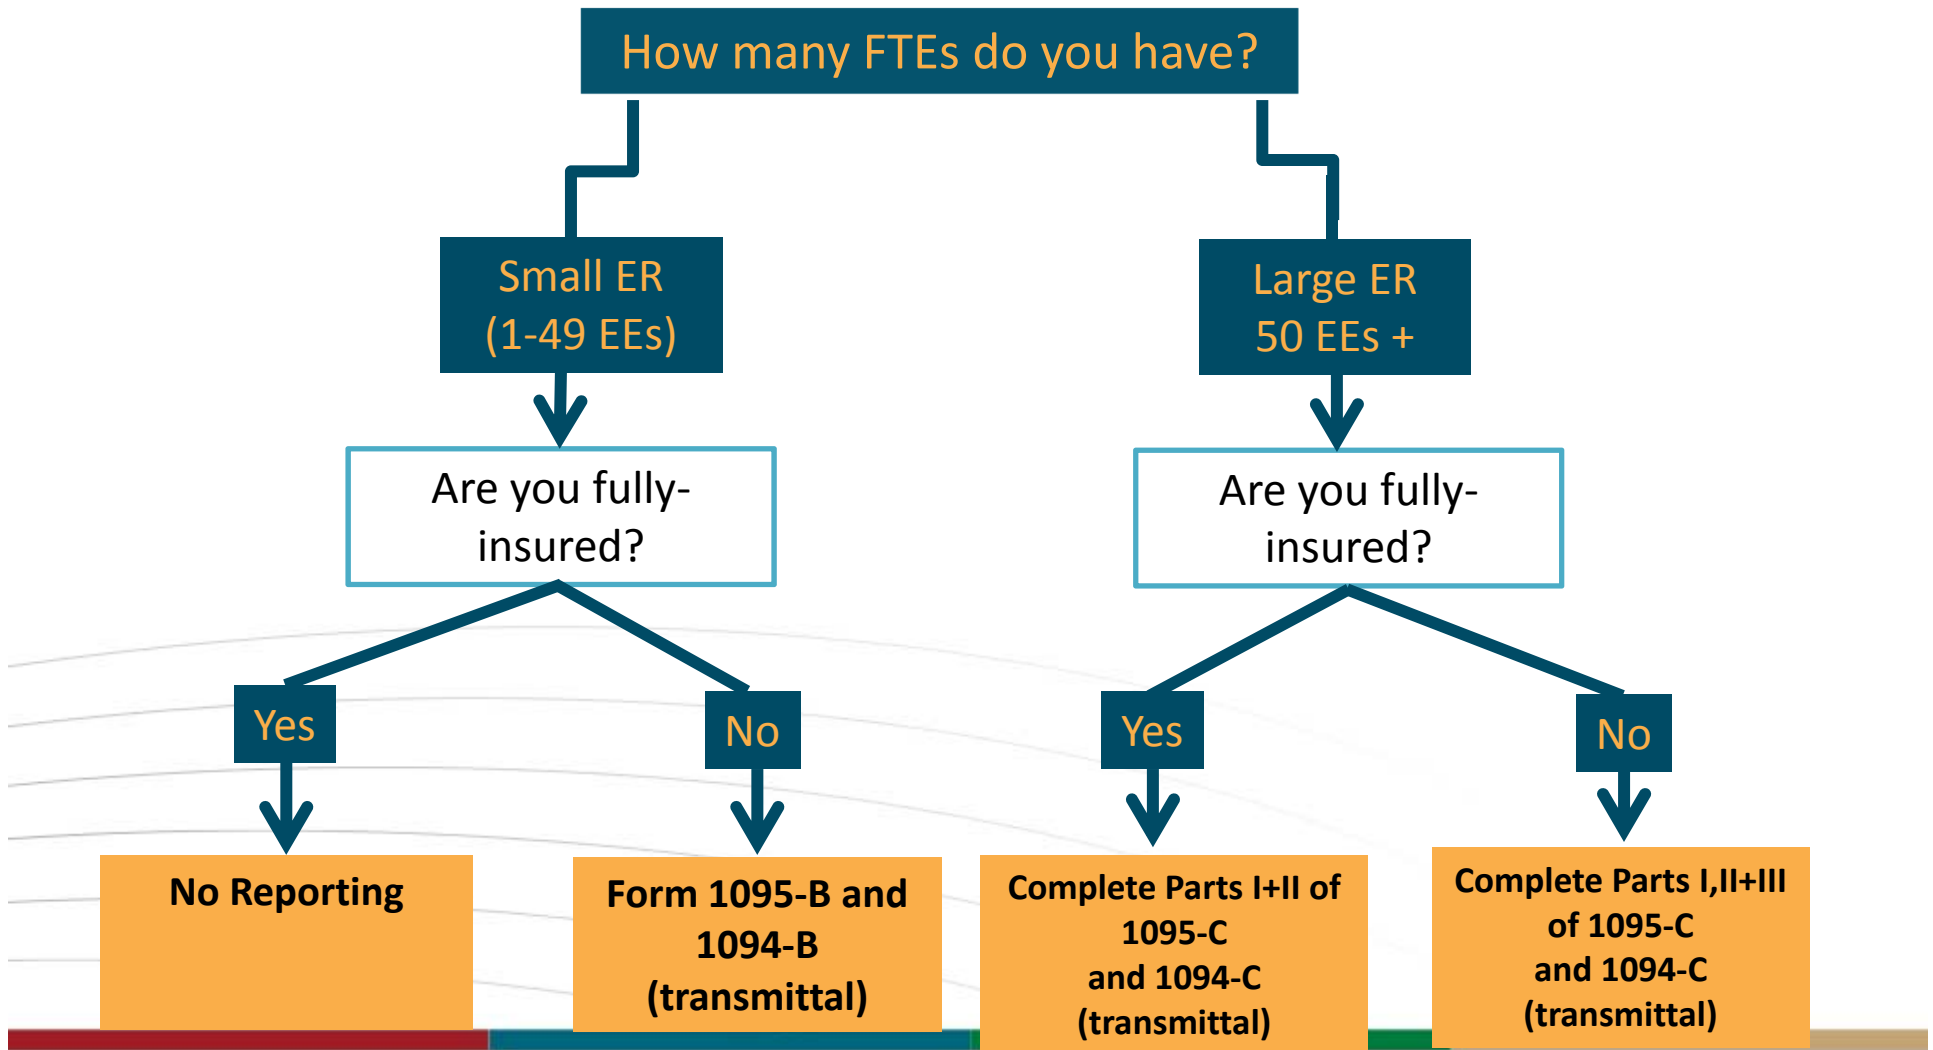 How many FTEs do you have?
Small ER
(1-49 EEs)
Large ER
50 EEs +
Are you fully-
insured?
Are you fully-
insured?
Yes
No
Yes
No
No Reporting
Form 1095-B and
1094-B
(transmittal)
Complete Parts I+II of
1095-C
and 1094-C
(transmittal)
Complete Parts I,II+III
of 1095-C
and 1094-C
(transmittal)